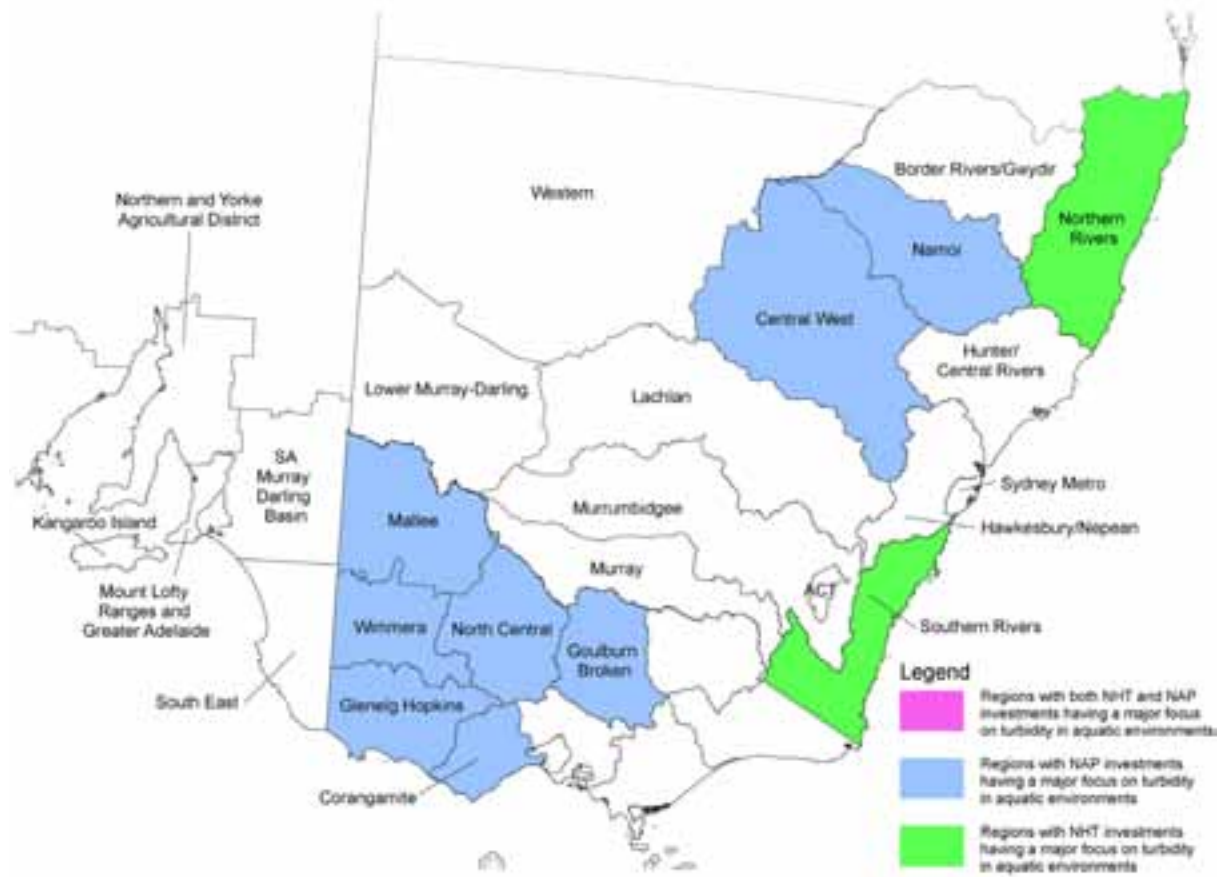 Border Rivers/Gwydir
Northern and Yorke
Agricultural District
Western
Northern
Rivers
Namoi
Central West
Hunter/
Central Rivers
Lower Murray-Darling
Lachlan
SA
Murray
Darling
Basin
Sydney Metro
Murrumbidgee
Mallee
Kangaroo Island
Hawkesbury/Nepean
Murray
ACT
Mount Lofty
Ranges and
Greater Adelaide
Wimmera
North Central
Southern Rivers
Goulburn
Broken
South East
Glenelg Hopkins
Corangamite
Legend
Regions with both NHT and NAP
investments having a major focus
on turbidity in aquatic environments.
Regions with NAP investments
having a major focus on turbidity
in aquatic environments
Regions with NHT investments
having a major focus on turbidity
in aquatic environments